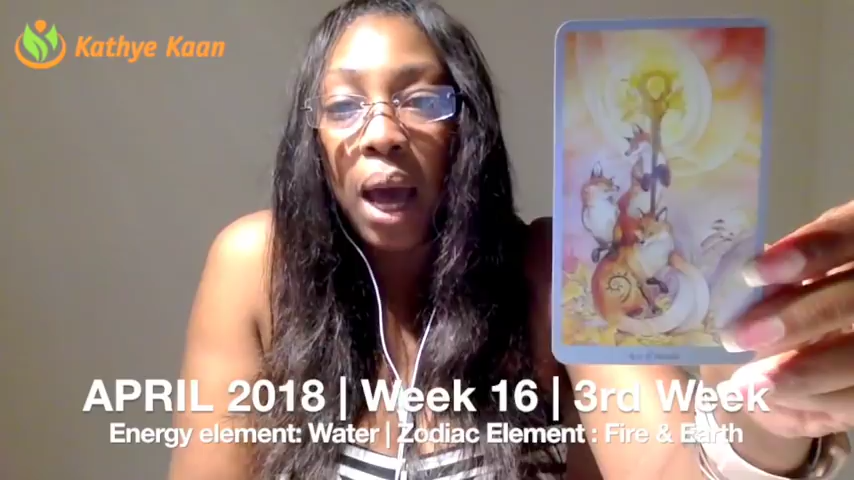 Kathye Kaan
APRIL 2018 | Week 16 | 3rd Week
Energy element: Water | Zodiac Element : Fire & Earth